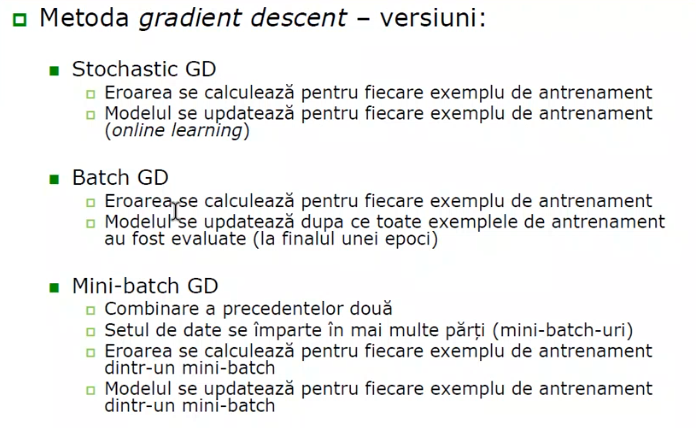 Metoda gradient descent – versiuni:
Stochastic GD
Eroarea se calculează pentru fiecare exemplu de antrenament
Modelul se updatează pentru fiecare exemplu de antrenament
(online learning)
Batch GD
Eroarea se calculează pentru fiecare exemplu de antrenament
Modelul se updatează dupa ce toate exemplele de antrenament
au fost evaluate (la finalul unei epoci)
Mini-batch GD
Combinare a precedentelor două
Setul de date se împarte în mai multe părți (mini-batch-uri)
Eroarea se calculează pentru fiecare exemplu de antrenament
dintr-un mini-batch
Modelul se updatează pentru fiecare exemplu de antrenament
dintr-un mini-batch